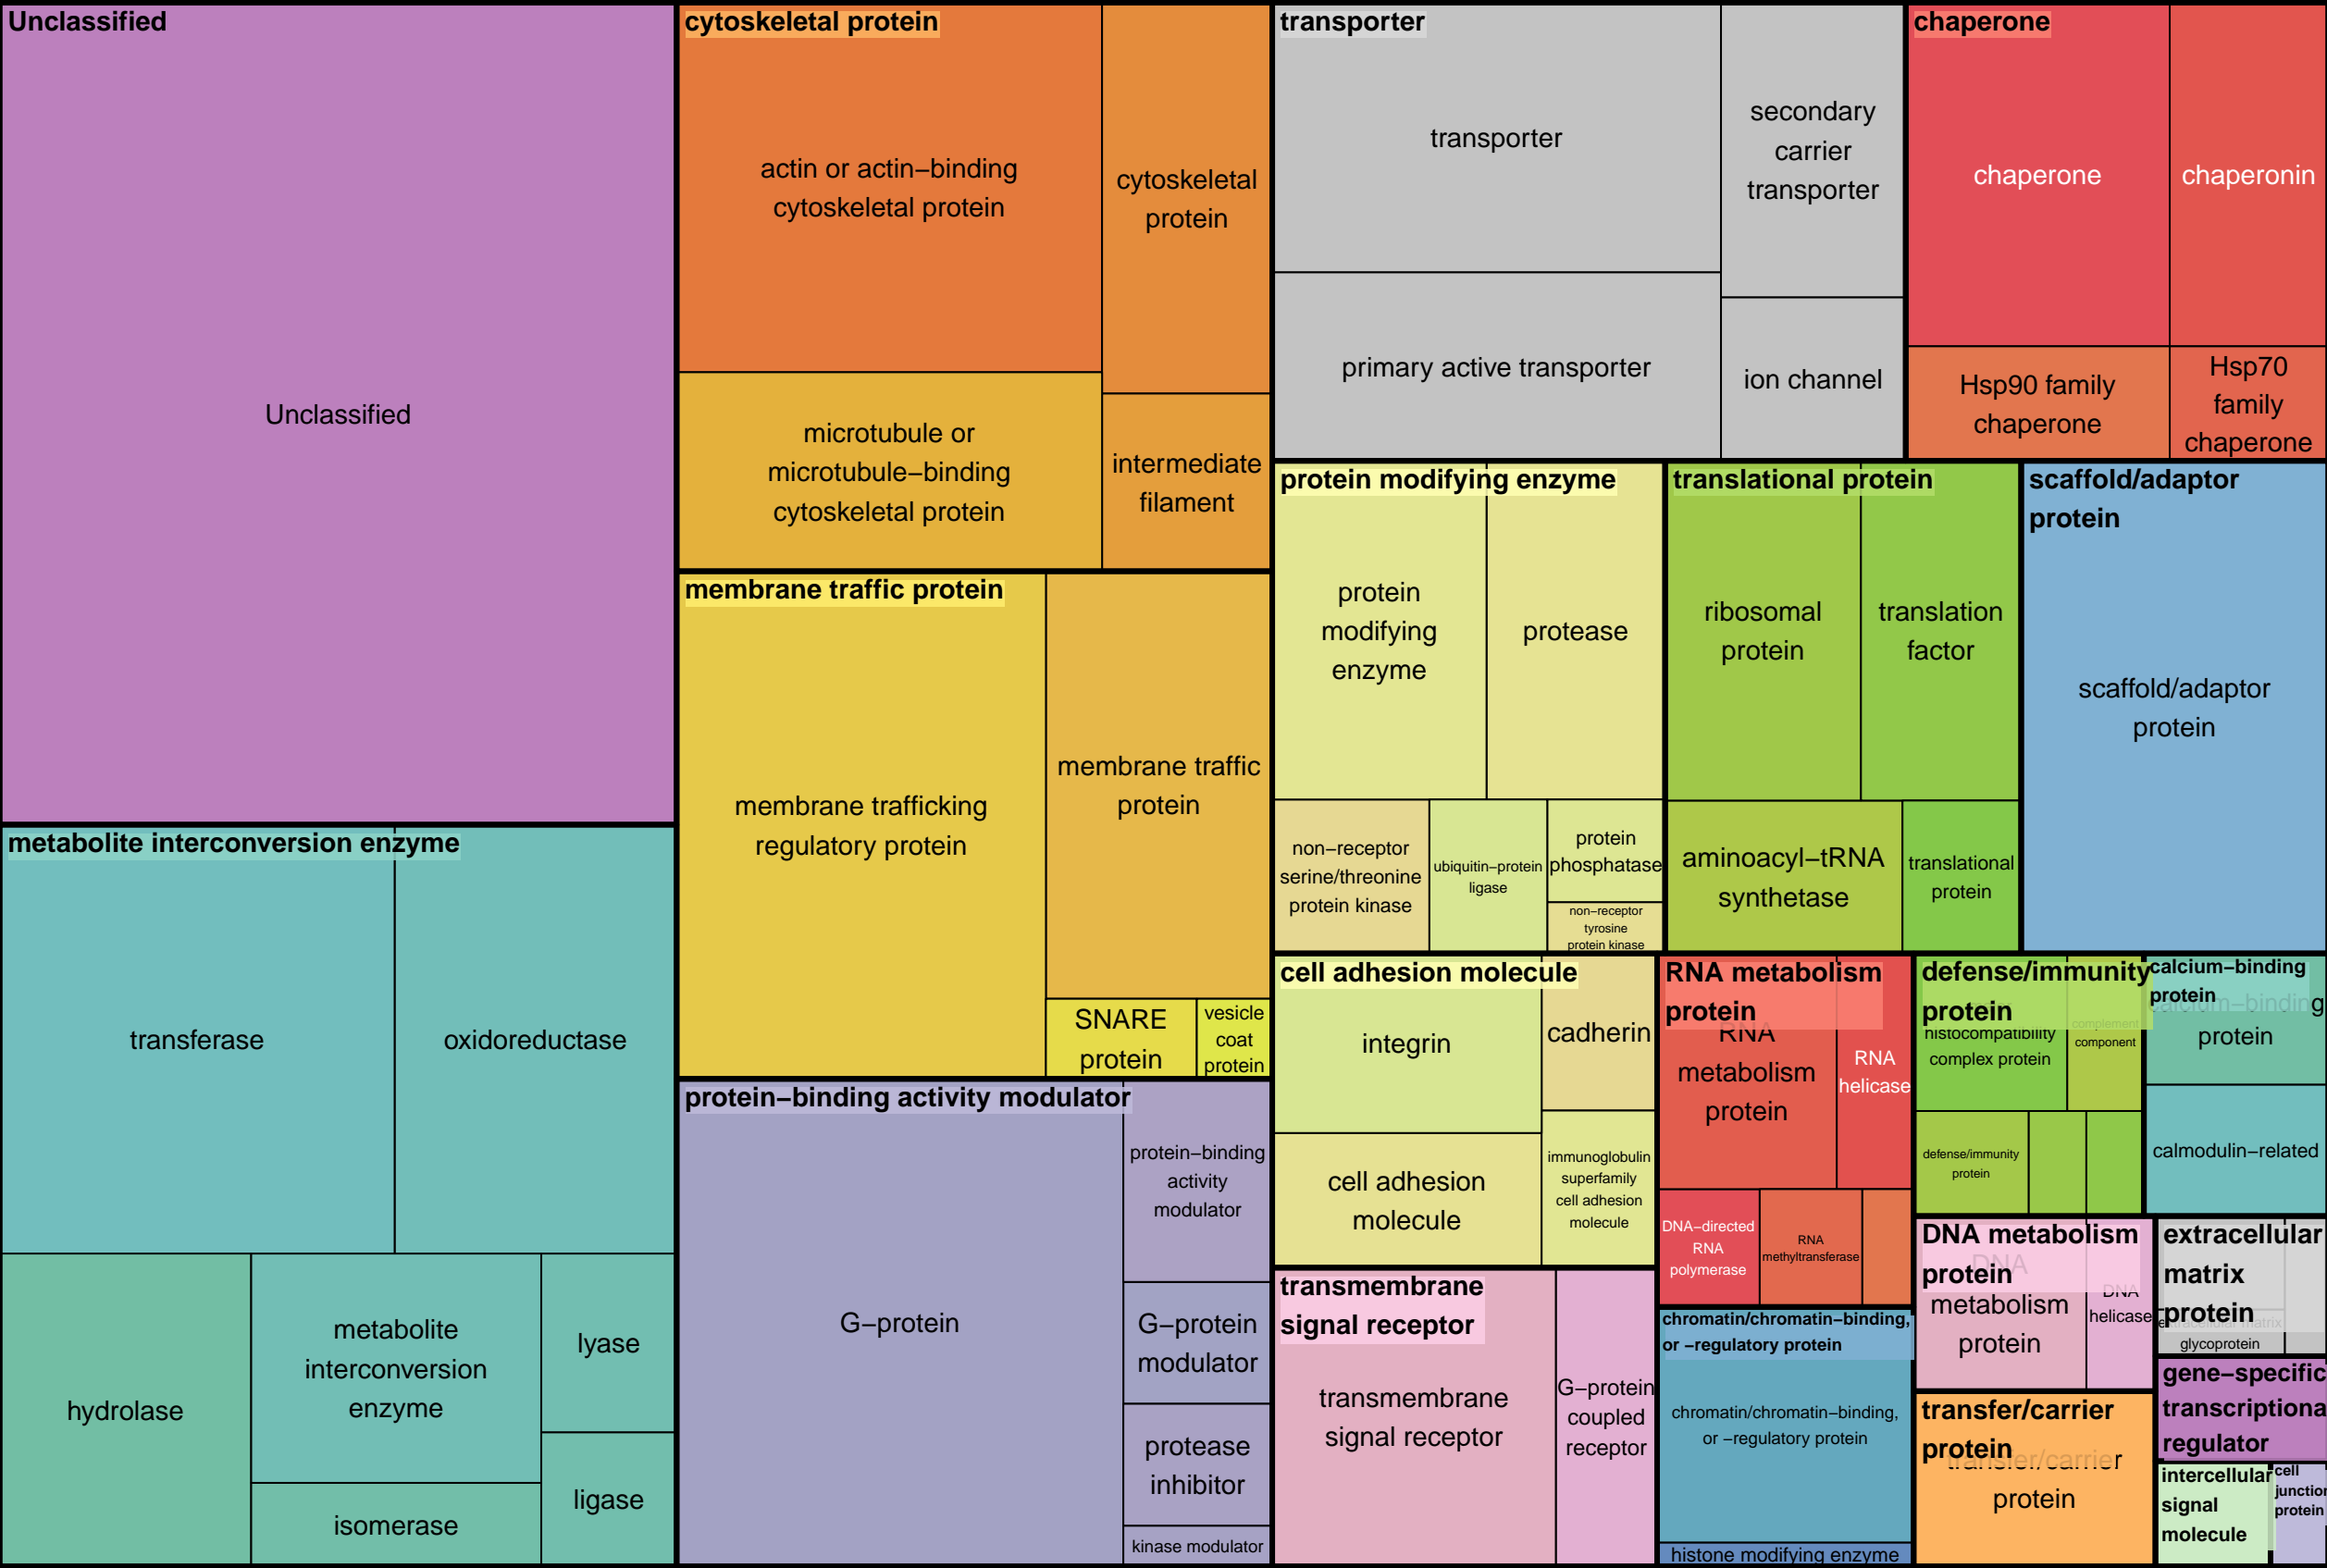 Unclassified
Unclassified
metabolite interconversion enzyme
transferase
oxidoreductase
hydrolase
metabolite
interconversion
enzyme
isomerase
lyase
ligase
cytoskeletal protein
actin or actin−binding
cytoskeletal protein
cytoskeletal
protein
microtubule or
microtubule−binding
cytoskeletal protein
intermediate
filament
membrane traffic protein
membrane trafficking
regulatory protein
membrane traffic
protein
SNARE
protein
vesicle
coat
protein
protein−binding activity modulator
G−protein
protein−binding
activity
modulator
G−protein
modulator
protease
inhibitor
kinase modulator
transporter
transporter
secondary
carrier
transporter
primary active transporter
ion channel
chaperone
chaperone
chaperonin
Hsp90 family
chaperone
Hsp70
family
chaperone
protein modifying enzyme
protein
modifying
enzyme
protease
non−receptor
serine/threonine
protein kinase
ubiquitin−protein
ligase
protein
phosphatase
non−receptor
tyrosine
protein kinase
translational protein
ribosomal
protein
translation
factor
aminoacyl−tRNA
synthetase
translational
protein
scaffold/adaptor
protein
scaffold/adaptor
protein
cell adhesion molecule
integrin
cadherin
cell adhesion
molecule
immunoglobulin
superfamily
cell adhesion
molecule
transmembrane
signal receptor
transmembrane
signal receptor
G−protein
coupled
receptor
RNA metabolism
protein
RNA
metabolism
protein
RNA
helicase
DNA−directed
RNA
polymerase
RNA
methyltransferase
chromatin/chromatin−binding,
or −regulatory protein
chromatin/chromatin−binding,
or −regulatory protein
histone modifying enzyme
defense/immunity
protein
histocompatibility
complex protein
complement
component
defense/immunity
protein
calcium−binding
protein
calcium−binding
protein
calmodulin−related
DNA metabolism
protein
DNA
metabolism
protein
DNA
helicase
extracellular
matrix
protein
extracellular matrix
glycoprotein
transfer/carrier
protein
transfer/carrier
protein
gene−specific
transcriptiona
regulator
intercellular
signal
molecule
cell
junction
protein